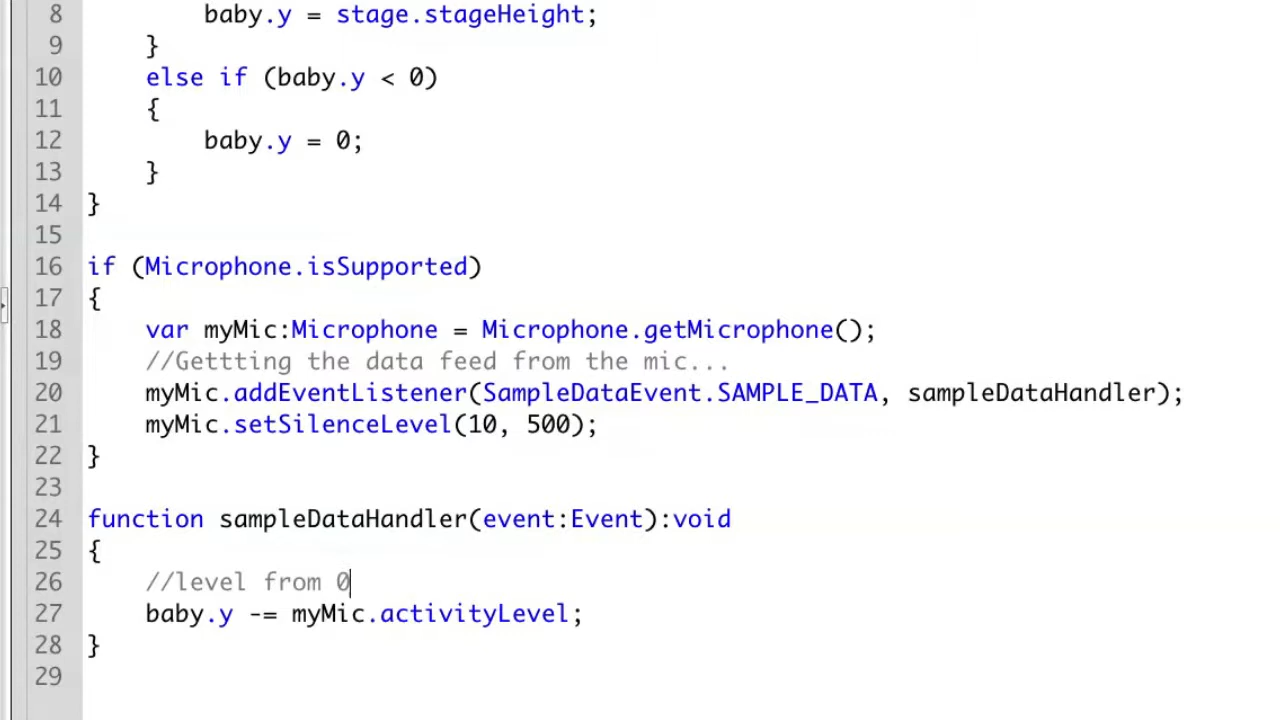 8 baby.y = stage.stageHeight;
9 }
10 else if (baby.y < 0)
11 {
12 baby.y = 0;
13 }
14 }
15
16 if (Microphone.isSupported)
17 {
18 var myMic:Microphone = Microphone.getMicrophone();
19 //Gettting the data feed from the mic...
20 myMic.addEventListener(SampleDataEvent.SAMPLE_DATA, sampleDataHandler);
21 myMic.setSilenceLevel(10, 500);
22 }
23
24 function sampleDataHandler(event:Event):void
25 {
26 //level from 0
27 baby.y -= myMic.activityLevel;
28 }
29